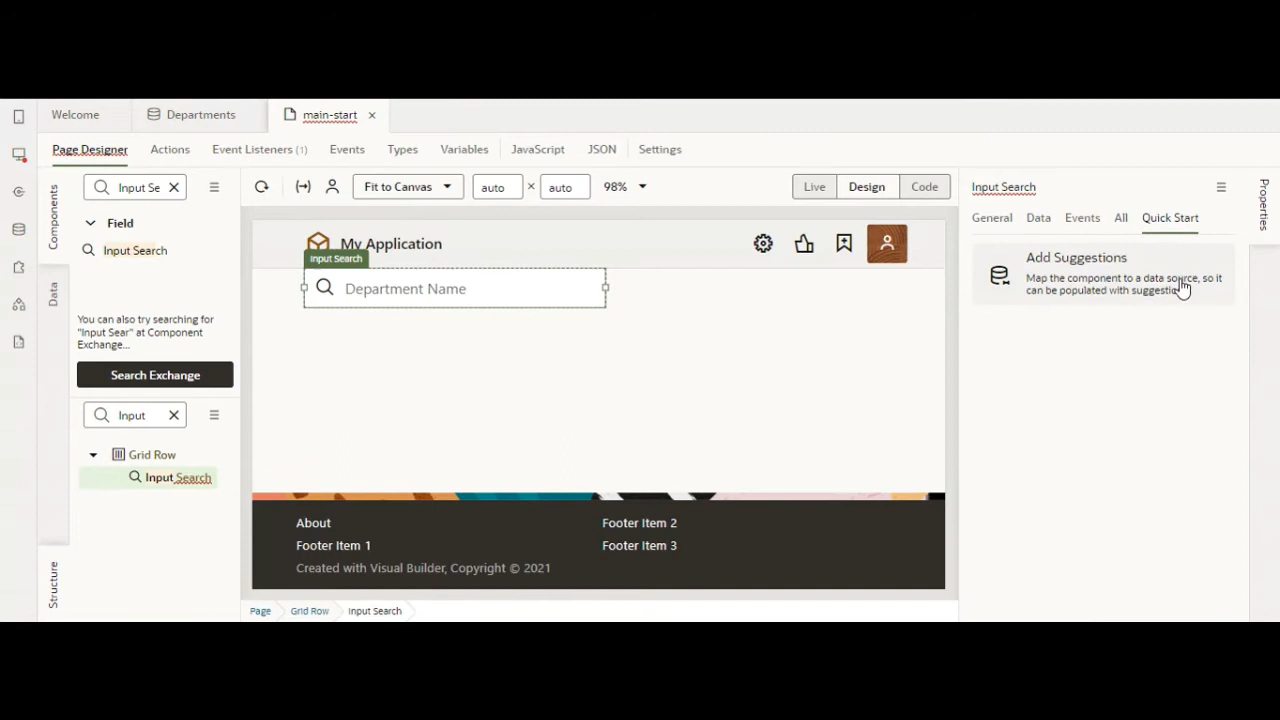 Welcome
Departments
main-start
Page Designer
Actions
Event Listeners (1)
Events
Types
Variables
JavaScript
JSON
Settings
Components
Data
Structure
Input Se
Field
Input Search
You can also try searching for
"Input Sear" at Component
Exchange...
Search Exchange
Input
Grid Row
Input Search
Fit to Canvas
auto
×
auto
98%
Live
Design
Code
My Application
Input Search
Department Name
About
Footer Item 2
Footer Item 1
Footer Item 3
Created with Visual Builder, Copyright © 2021
Page
Grid Row
Input Search
Input Search
General
Data
Events
All
Quick Start
Add Suggestions
Map the component to a data source, so it
can be populated with
Properties